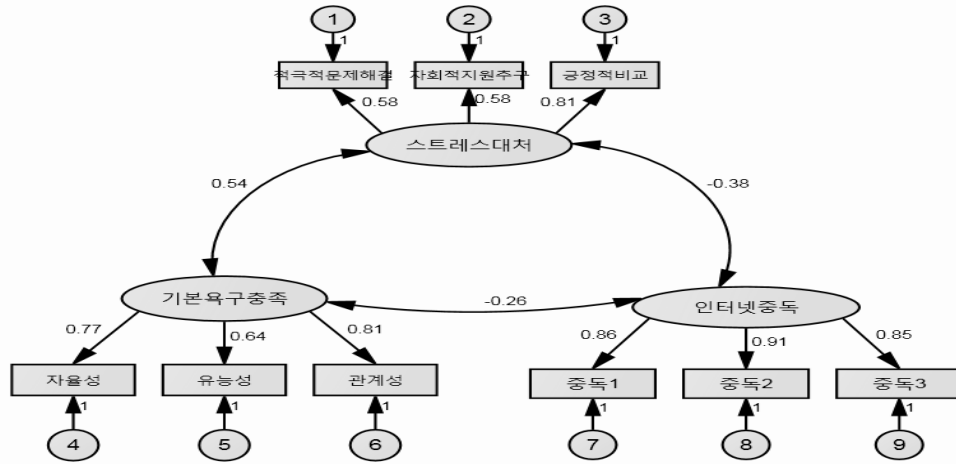 1 2 3
1 1 1
적극적문제해결 사회적지원추구 긍정적비교
0.58 0.58 0.81
스트레스대처
0.54 -0.38
기본욕구충족 -0.26 인터넷중독
0.77 0.64 0.81 0.86 0.91 0.85
자율성 유능성 관계성 중독1 중독2 중독3
1 1 1 1 1 1
4 5 6 7 8 9